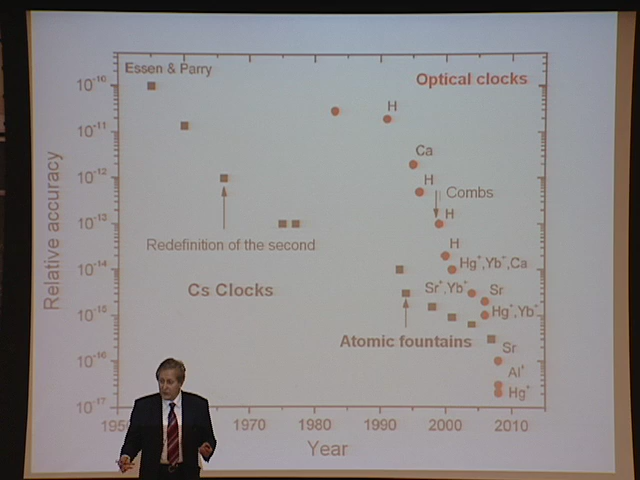 Essen & Parry
Optical clocks
10⁻¹⁰
10⁻¹¹
10⁻¹²
10⁻¹³
10⁻¹⁴
10⁻¹⁵
10⁻¹⁶
10⁻¹⁷
Relative accuracy
H
Ca
H
Combs
H
Redefinition of the second
H
Hg⁺,Yb⁺,Ca
Cs Clocks
Sr⁺,Yb⁺
Sr
Hg⁺,Yb⁺
Atomic fountains
Sr
Al⁺
Hg⁺
1970
1980
1990
2000
2010
Year